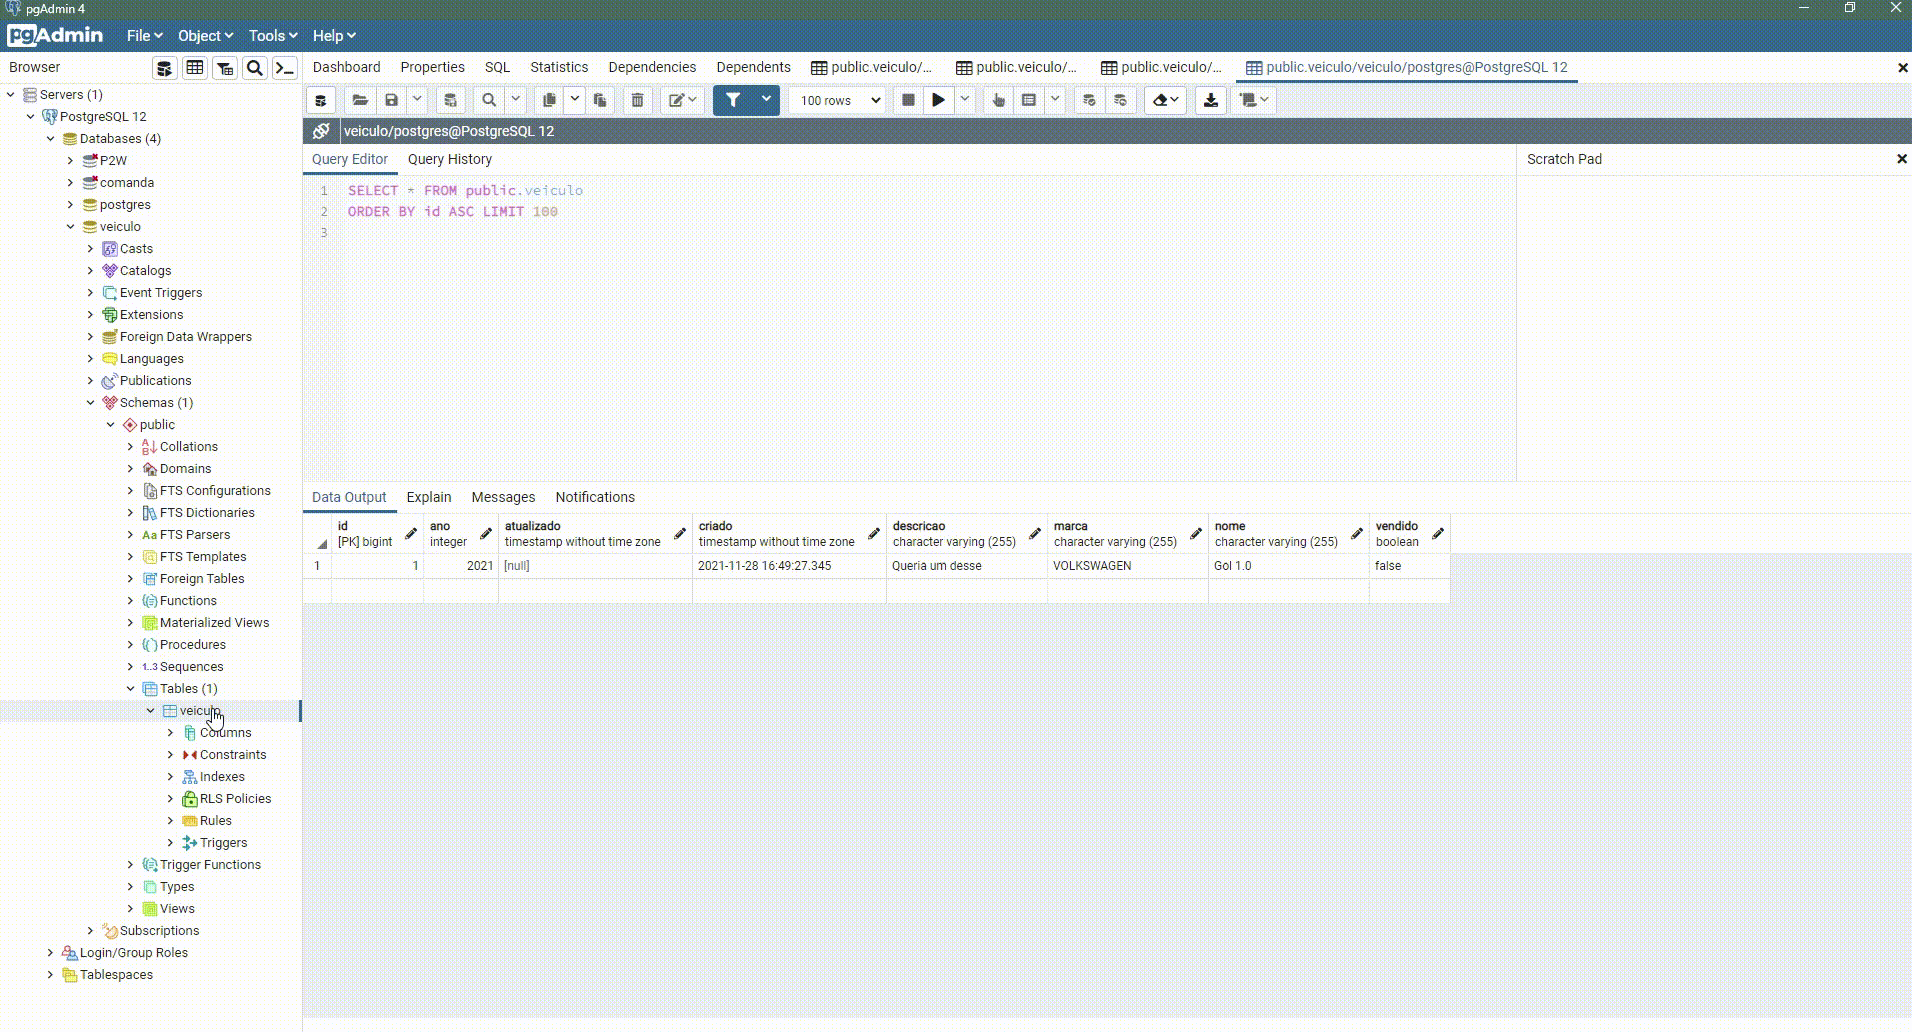 pgAdmin 4
pgAdmin File Object Tools Help
Browser
Servers (1)
PostgreSQL 12
Databases (4)
P2W
comanda
postgres
veiculo
Casts
Catalogs
Event Triggers
Extensions
Foreign Data Wrappers
Languages
Publications
Schemas (1)
public
Collations
Domains
FTS Configurations
FTS Dictionaries
Aa FTS Parsers
FTS Templates
Foreign Tables
Functions
Materialized Views
Procedures
1..3 Sequences
Tables (1)
veiculo
Columns
Constraints
Indexes
RLS Policies
Rules
Triggers
Trigger Functions
Types
Views
Subscriptions
Login/Group Roles
Tablespaces
Dashboard Properties SQL Statistics Dependencies Dependents public.veiculo/... public.veiculo/... public.veiculo/... public.veiculo/veiculo/postgres@PostgreSQL 12
100 rows
veiculo/postgres@PostgreSQL 12
Query Editor Query History
1 SELECT * FROM public.veiculo
2 ORDER BY id ASC LIMIT 100
3
Scratch Pad
Data Output Explain Messages Notifications
id ano atualizado criado descricao marca nome vendido
[PK] bigint integer timestamp without time zone timestamp without time zone character varying (255) character varying (255) character varying (255) boolean
1 1 2021 [null] 2021-11-28 16:49:27.345 Queria um desse VOLKSWAGEN Gol 1.0 false